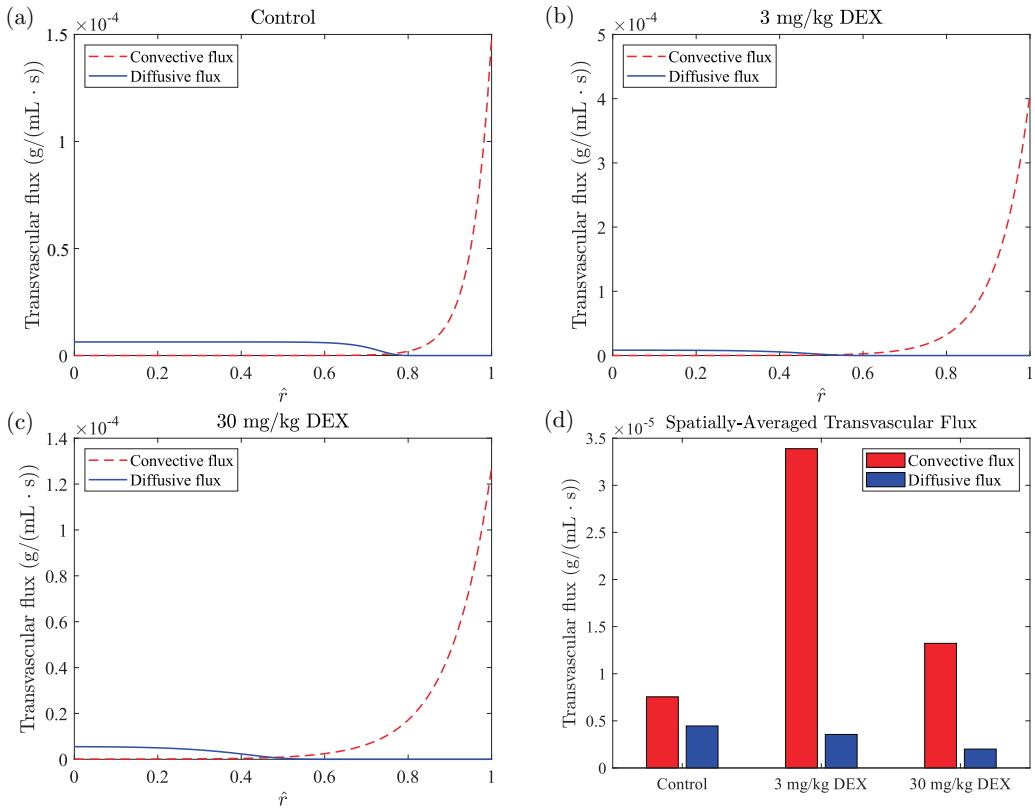 (a)
Control
×10⁻⁴
Transvascular flux (g/(mL · s))
1.5
1
0.5
0
Convective flux
Diffusive flux
0 0.2 0.4 0.6 0.8 1
r̂
(b)
3 mg/kg DEX
×10⁻⁴
Transvascular flux (g/(mL · s))
5
4
3
2
1
0
Convective flux
Diffusive flux
0 0.2 0.4 0.6 0.8 1
r̂
(c)
30 mg/kg DEX
×10⁻⁴
Transvascular flux (g/(mL · s))
1.4
1.2
1
0.8
0.6
0.4
0.2
0
Convective flux
Diffusive flux
0 0.2 0.4 0.6 0.8 1
r̂
(d)
Spatially-Averaged Transvascular Flux
×10⁻⁵
Transvascular flux (g/(mL · s))
3.5
3
2.5
2
1.5
1
0.5
0
Convective flux
Diffusive flux
Control 3 mg/kg DEX 30 mg/kg DEX